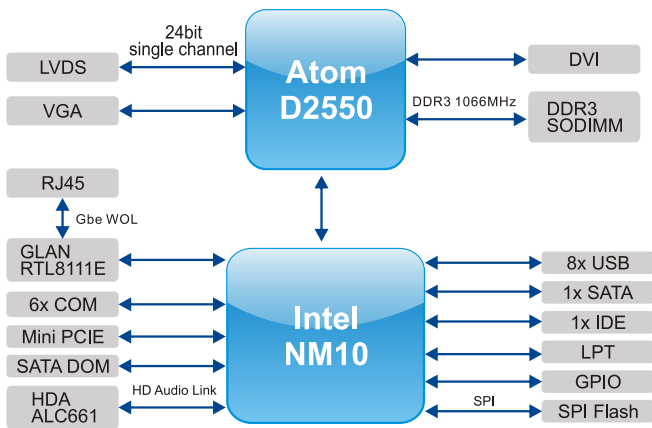 24bit
single channel
LVDS
VGA
Atom
D2550
DVI
DDR3 1066MHz
DDR3
SODIMM
RJ45
Gbe WOL
GLAN
RTL8111E
6x COM
Mini PCIE
SATA DOM
HDA
ALC661
HD Audio Link
Intel
NM10
8x USB
1x SATA
1x IDE
LPT
GPIO
SPI
SPI Flash